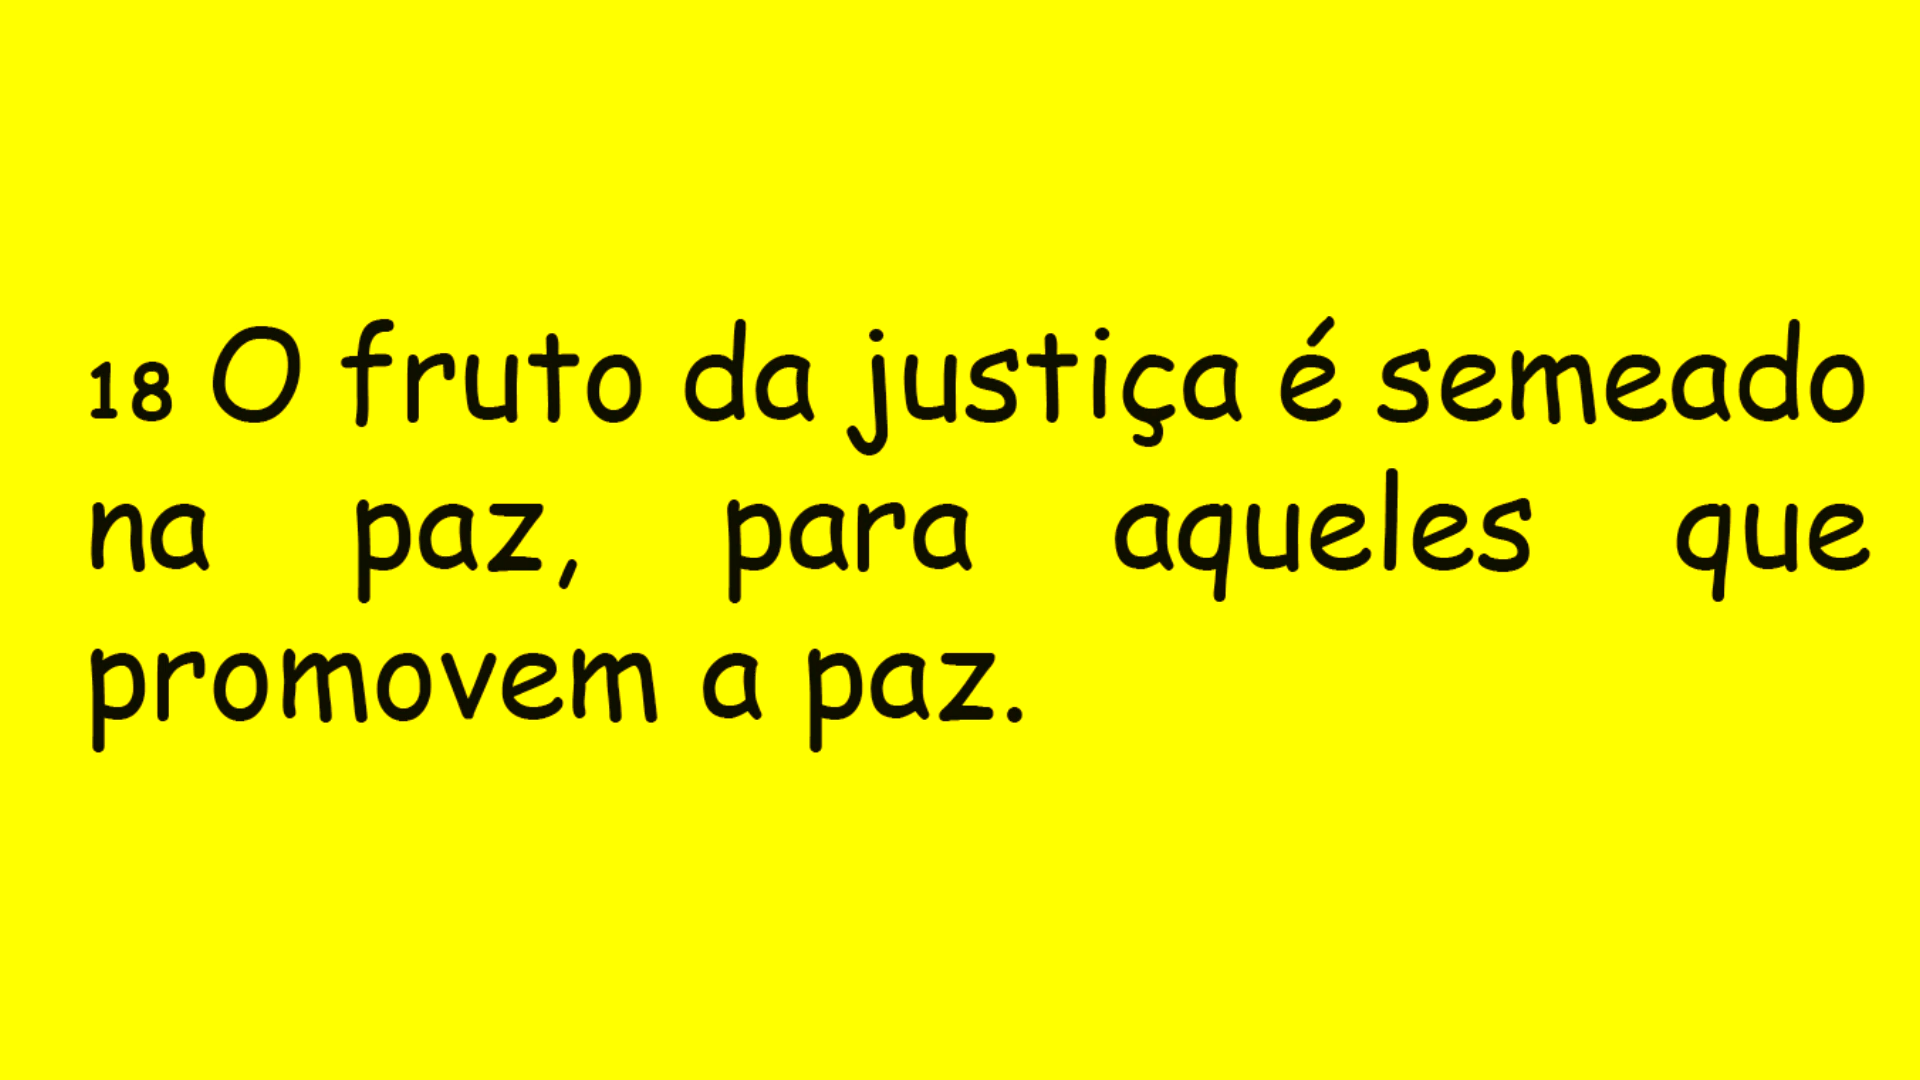 18 O fruto da justiça é semeado
na paz, para aqueles que
promovem a paz.